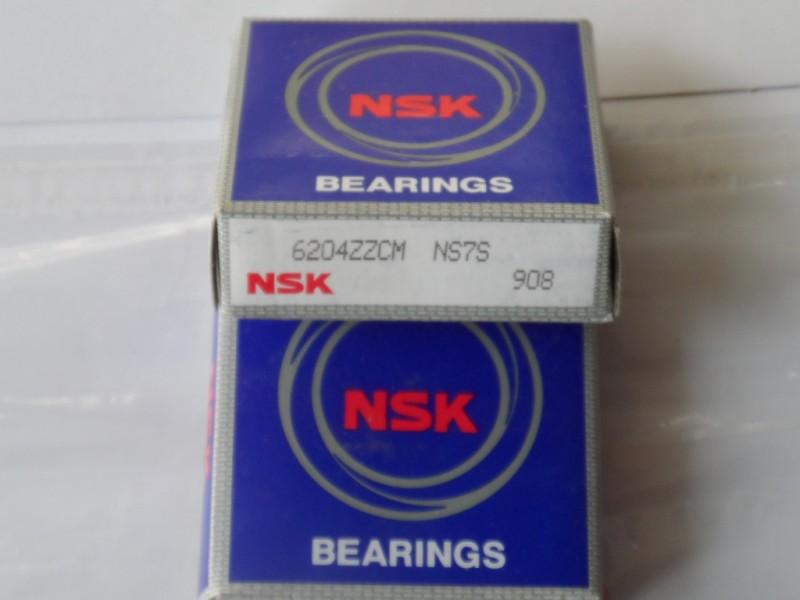 NSK
BEARINGS
6204ZZCM NS7S
NSK 908
NSK
BEARINGS